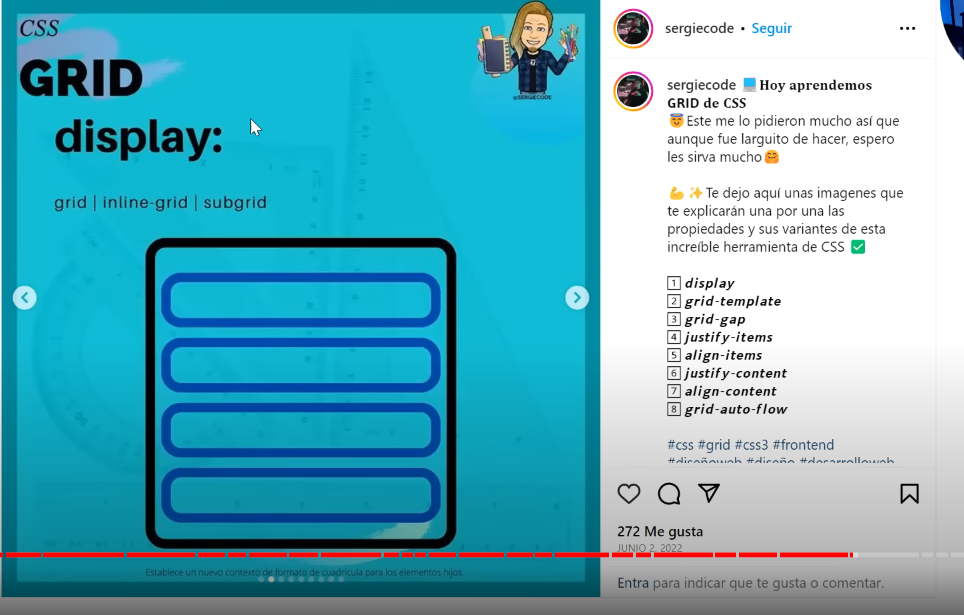 CSS
GRID
display:
grid | inline-grid | subgrid
@SERGIECODE
Establece un nuevo contexto de formato de cuadrícula para los elementos hijos.
sergiecode • Seguir
sergiecode 💻 Hoy aprendemos
GRID de CSS
😇Este me lo pidieron mucho así que
aunque fue larguito de hacer, espero
les sirva mucho🤗
💪✨Te dejo aquí unas imagenes que
te explicarán una por una las
propiedades y sus variantes de esta
increíble herramienta de CSS ✅
1 display
2 grid-template
3 grid-gap
4 justify-items
5 align-items
6 justify-content
7 align-content
8 grid-auto-flow
#css #grid #css3 #frontend
#diseñoweb #diseño #desarrolloweb
272 Me gusta
JUNIO 2, 2022
Entra para indicar que te gusta o comentar.